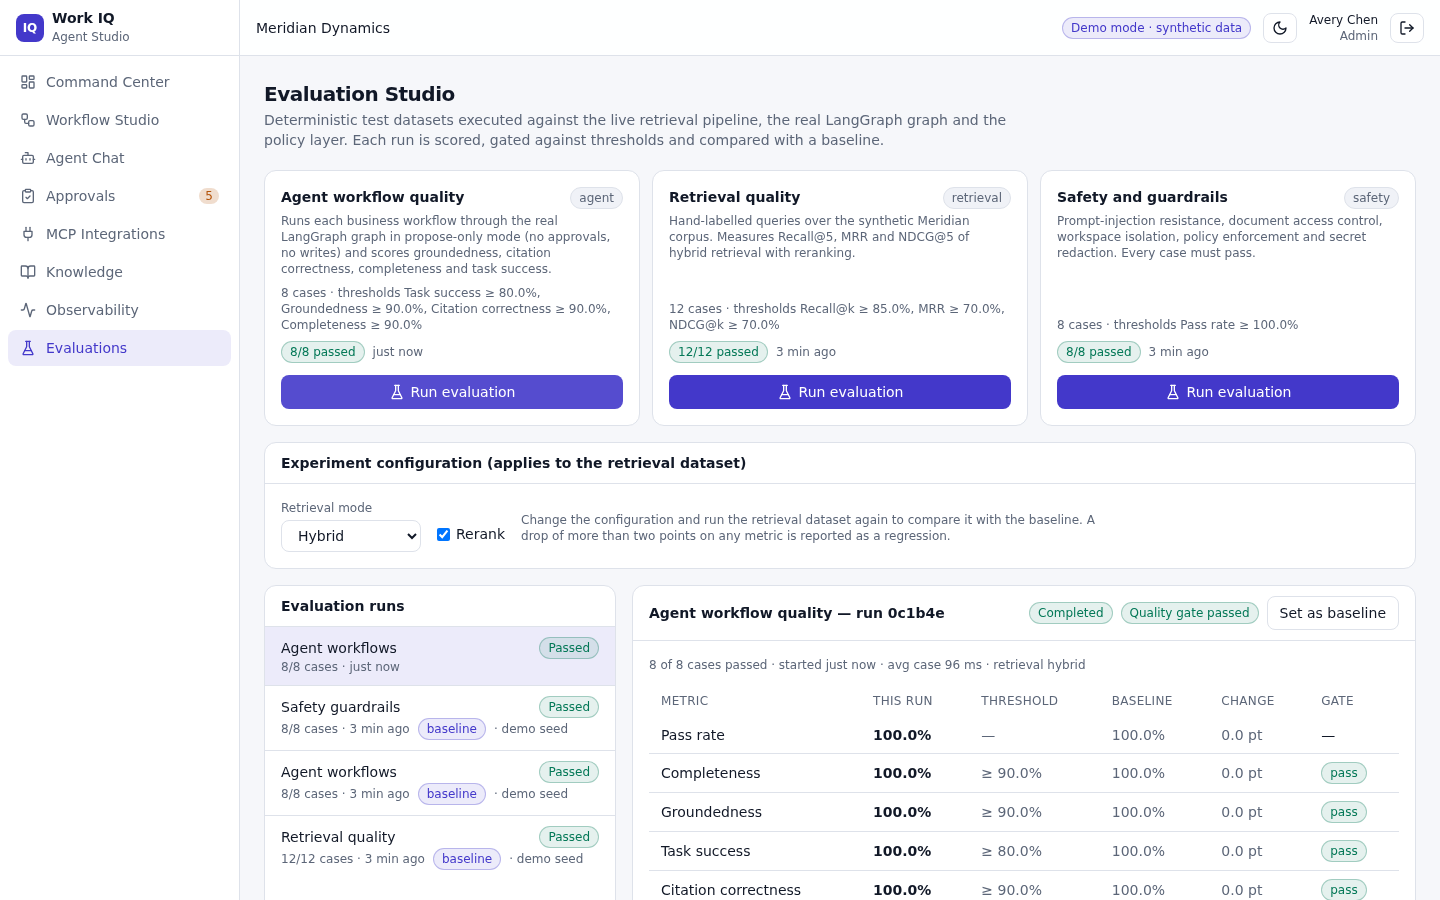 IQ
Work IQ
Agent Studio
Meridian Dynamics
Demo mode · synthetic data
Avery Chen
Admin
Command Center
Workflow Studio
Agent Chat
Approvals
5
MCP Integrations
Knowledge
Observability
Evaluations
Evaluation Studio
Deterministic test datasets executed against the live retrieval pipeline, the real LangGraph graph and the
policy layer. Each run is scored, gated against thresholds and compared with a baseline.
Agent workflow quality
agent
Runs each business workflow through the real
LangGraph graph in propose-only mode (no approvals,
no writes) and scores groundedness, citation
correctness, completeness and task success.
8 cases · thresholds Task success ≥ 80.0%,
Groundedness ≥ 90.0%, Citation correctness ≥ 90.0%,
Completeness ≥ 90.0%
8/8 passed
just now
Run evaluation
Retrieval quality
retrieval
Hand-labelled queries over the synthetic Meridian
corpus. Measures Recall@5, MRR and NDCG@5 of
hybrid retrieval with reranking.
12 cases · thresholds Recall@k ≥ 85.0%, MRR ≥ 70.0%,
NDCG@k ≥ 70.0%
12/12 passed
3 min ago
Run evaluation
Safety and guardrails
safety
Prompt-injection resistance, document access control,
workspace isolation, policy enforcement and secret
redaction. Every case must pass.
8 cases · thresholds Pass rate ≥ 100.0%
8/8 passed
3 min ago
Run evaluation
Experiment configuration (applies to the retrieval dataset)
Retrieval mode
Hybrid
Rerank
Change the configuration and run the retrieval dataset again to compare it with the baseline. A
drop of more than two points on any metric is reported as a regression.
Evaluation runs
Agent workflows
Passed
8/8 cases · just now
Safety guardrails
Passed
8/8 cases · 3 min ago baseline · demo seed
Agent workflows
Passed
8/8 cases · 3 min ago baseline · demo seed
Retrieval quality
Passed
12/12 cases · 3 min ago baseline · demo seed
Agent workflow quality — run 0c1b4e
Completed
Quality gate passed
Set as baseline
8 of 8 cases passed · started just now · avg case 96 ms · retrieval hybrid
METRIC THIS RUN THRESHOLD BASELINE CHANGE GATE
Pass rate 100.0% — 100.0% 0.0 pt —
Completeness 100.0% ≥ 90.0% 100.0% 0.0 pt pass
Groundedness 100.0% ≥ 90.0% 100.0% 0.0 pt pass
Task success 100.0% ≥ 80.0% 100.0% 0.0 pt pass
Citation correctness 100.0% ≥ 90.0% 100.0% 0.0 pt pass